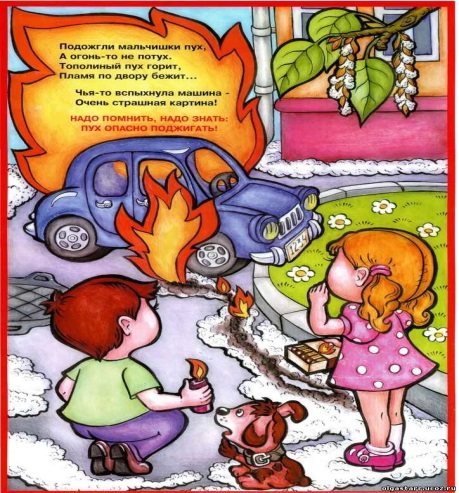 Подожгли мальчишки пух,
А огонь-то не потух.
Тополиный пух горит,
Пламя по двору бежит...
Чья-то вспыхнула машина -
Очень страшная картина!
НАДО ПОМНИТЬ, НАДО ЗНАТЬ:
ПУХ ОПАСНО ПОДЖИГАТЬ!
olgastars.ucoz.ru